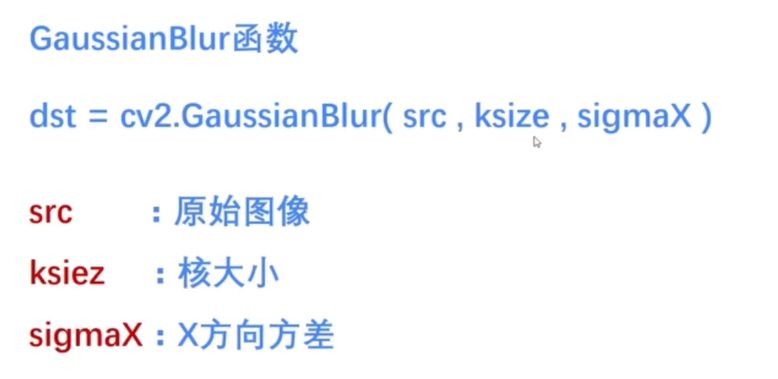 GaussianBlur函数
dst = cv2.GaussianBlur( src , ksize , sigmaX )
src : 原始图像
ksiez : 核大小
sigmaX : X方向方差